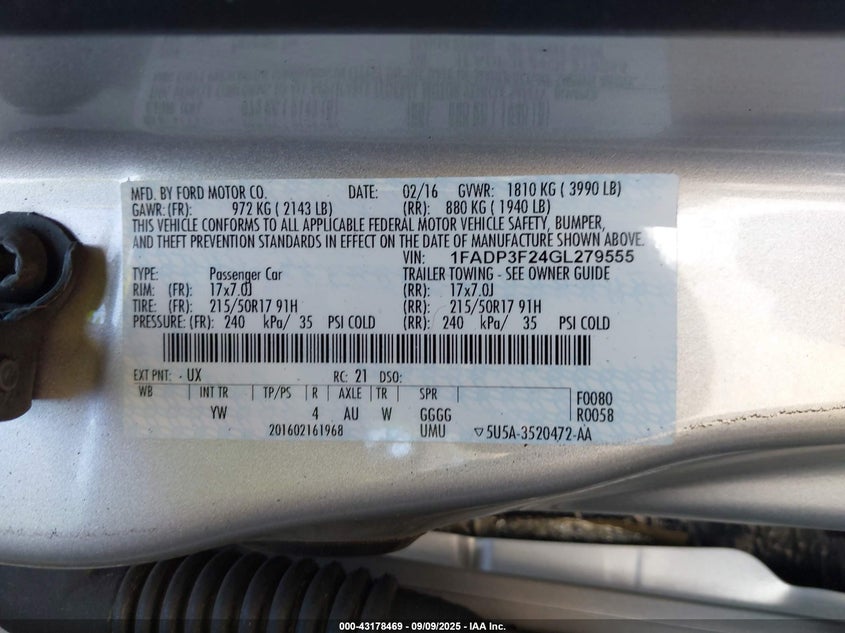 MFD. BY FORD MOTOR CO. DATE: 02/16 GVWR: 1810 KG ( 3990 LB)
GAWR: (FR): 972 KG ( 2143 LB) (RR): 880 KG ( 1940 LB)
THIS VEHICLE CONFORMS TO ALL APPLICABLE FEDERAL MOTOR VEHICLE SAFETY, BUMPER,
AND THEFT PREVENTION STANDARDS IN EFFECT ON THE DATE OF MANUFACTURE SHOWN ABOVE.
VIN: 1FADP3F24GL279555
TYPE: Passenger Car TRAILER TOWING - SEE OWNER GUIDE
RIM: (FR): 17x7.0J (RR): 17x7.0J
TIRE: (FR): 215/50R17 91H (RR): 215/50R17 91H
PRESSURE: (FR): 240 kPa/ 35 PSI COLD (RR): 240 kPa/ 35 PSI COLD
EXT PNT: UX RC: 21 DSO:
WB INT TR TP/PS R AXLE TR SPR F0080
YW 4 AU W GGGG R0058
201602161968 UMU ▽5U5A-3520472-AA
000-43178469 - 09/09/2025 - IAA Inc.